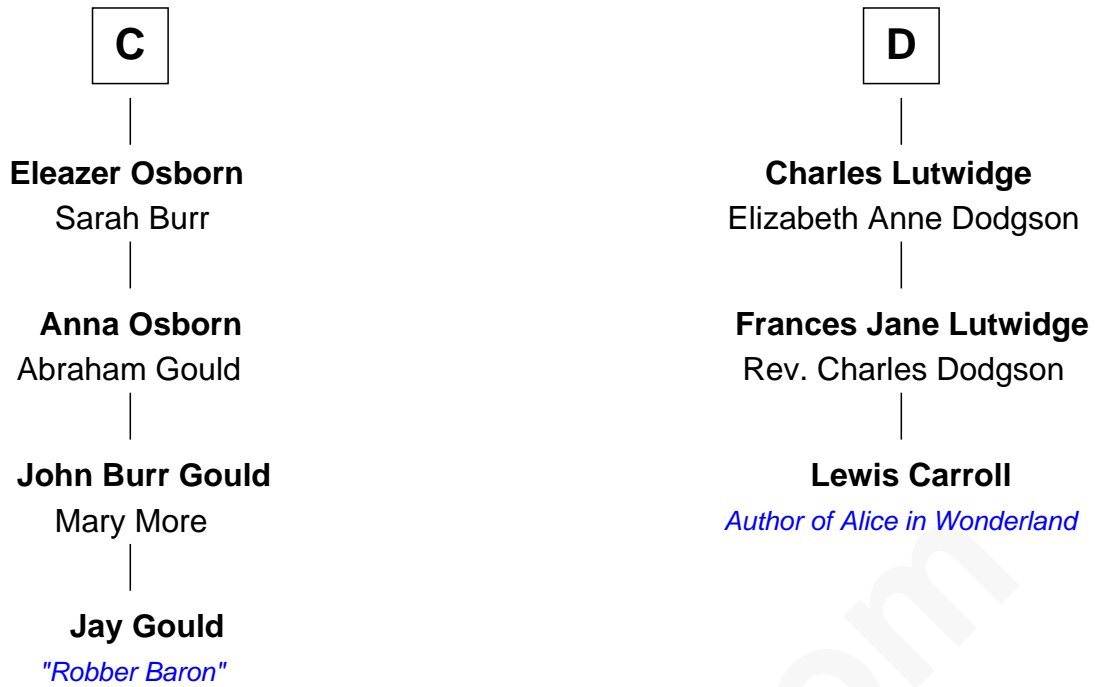 C
Eleazer Osborn
Sarah Burr
Anna Osborn
Abraham Gould
John Burr Gould
Mary More
Jay Gould
"Robber Baron"
D
Charles Lutwidge
Elizabeth Anne Dodgson
Frances Jane Lutwidge
Rev. Charles Dodgson
Lewis Carroll
Author of Alice in Wonderland
om